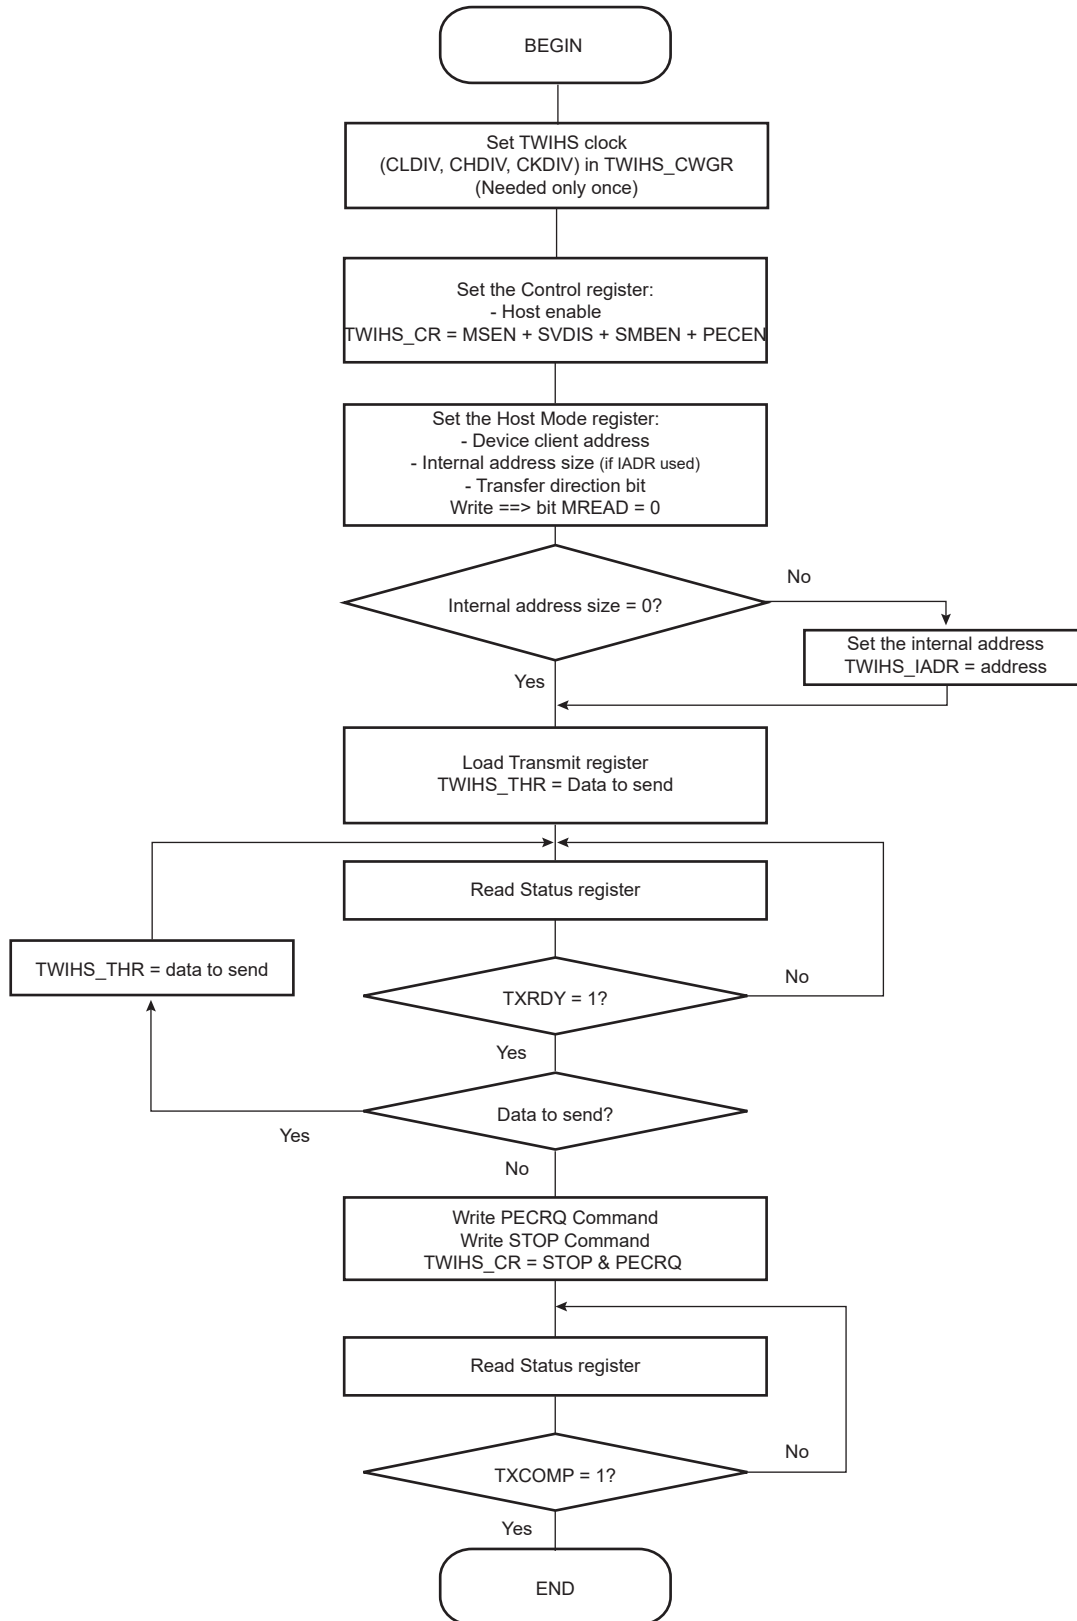 BEGIN
Set TWIHS clock
(CLDIV, CHDIV, CKDIV) in TWIHS_CWGR
(Needed only once)
Set the Control register:
- Host enable
TWIHS_CR = MSEN + SVDIS + SMBEN + PECEN
Set the Host Mode register:
- Device client address
- Internal address size (if IADR used)
- Transfer direction bit
Write ==> bit MREAD = 0
No
Internal address size = 0?
Set the internal address
TWIHS_IADR = address
Yes
Load Transmit register
TWIHS_THR = Data to send
Read Status register
TWIHS_THR = data to send
No
TXRDY = 1?
Yes
Data to send?
Yes
No
Write PECRQ Command
Write STOP Command
TWIHS_CR = STOP & PECRQ
Read Status register
No
TXCOMP = 1?
Yes
END